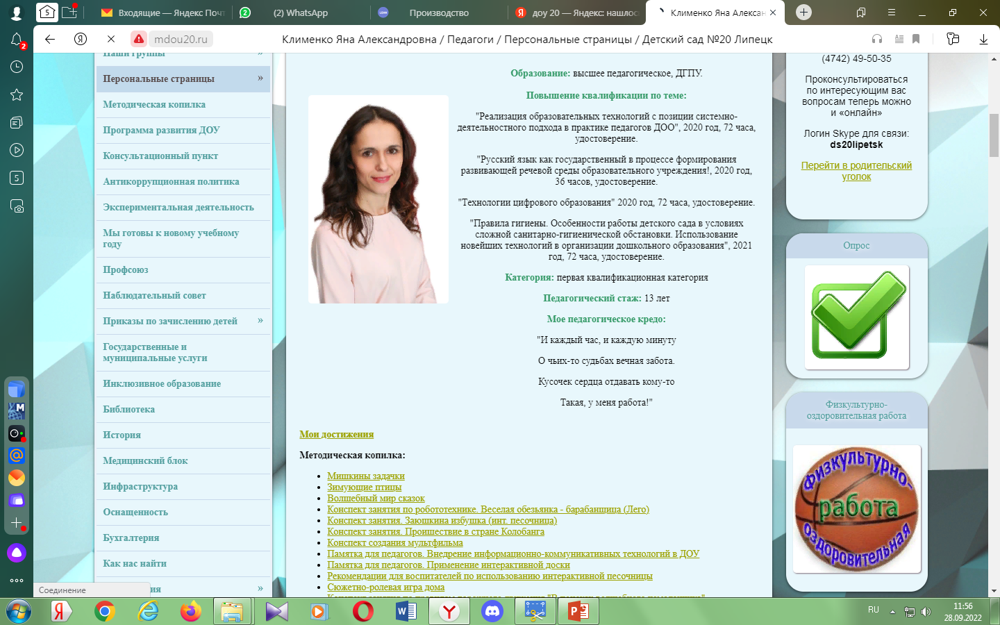 5
Входящие — Яндекс Почт
2
(2) WhatsApp
Производство
доу 20 — Яндекс: нашлос
Клименко Яна Алексан
mdou20.ru
Клименко Яна Александровна / Педагоги / Персональные страницы / Детский сад №20 Липецк
2
5
Наши группы
Персональные страницы
Методическая копилка
Программа развития ДОУ
Консультационный пункт
Антикоррупционная политика
Экспериментальная деятельность
Мы готовы к новому учебному
году
Профсоюз
Наблюдательный совет
Приказы по зачислению детей
Государственные и
муниципальные услуги
Инклюзивное образование
Библиотека
История
Медицинский блок
Инфраструктура
Оснащенность
Бухгалтерия
Как нас найти
ия
Соединение
Образование: высшее педагогическое, ДГПУ.
Повышение квалификации по теме:
"Реализация образовательных технологий с позиции системно-
деятельностного подхода в практике педагогов ДОО", 2020 год, 72 часа,
удостоверение.
"Русский язык как государственный в процессе формирования
развивающей речевой среды образовательного учреждения!, 2020 год,
36 часов, удостоверение.
"Технологии цифрового образования" 2020 год, 72 часа, удостоверение.
"Правила гигиены. Особенности работы детского сада в условиях
сложной санитарно-гигиенической обстановки. Использование
новейших технологий в организации дошкольного образования", 2021
год, 72 часа, удостоверение.
Категория: первая квалификационная категория
Педагогический стаж: 13 лет
Мое педагогическое кредо:
"И каждый час, и каждую минуту
О чьих-то судьбах вечная забота.
Кусочек сердца отдавать кому-то
Такая, у меня работа!"
Мои достижения
Методическая копилка:
Мишкины задачки
Зимующие птицы
Волшебный мир сказок
Конспект занятия по робототехнике. Веселая обезьянка - барабанщица (Лего)
Конспект занятия. Заюшкина избушка (инт. песочница)
Конспект занятия. Проишествие в стране Колобанга
Конспект создания мультфильма
Памятка для педагогов. Внедрение информационно-коммуникативных технологий в ДОУ
Памятка для педагогов. Применение интерактивной доски
Рекомендации для воспитателей по использованию интерактивной песочницы
Сюжетно-ролевая игра дома
(4742) 49-50-35
Проконсультироваться
по интересующим вас
вопросам теперь можно
и «онлайн»
Логин Skype для связи:
ds20lipetsk
Перейти в родительский
уголок
Опрос
Физкультурно-
оздоровительная работа
Физкультурно-
работа
оздоровительная
RU
11:56
28.09.2022